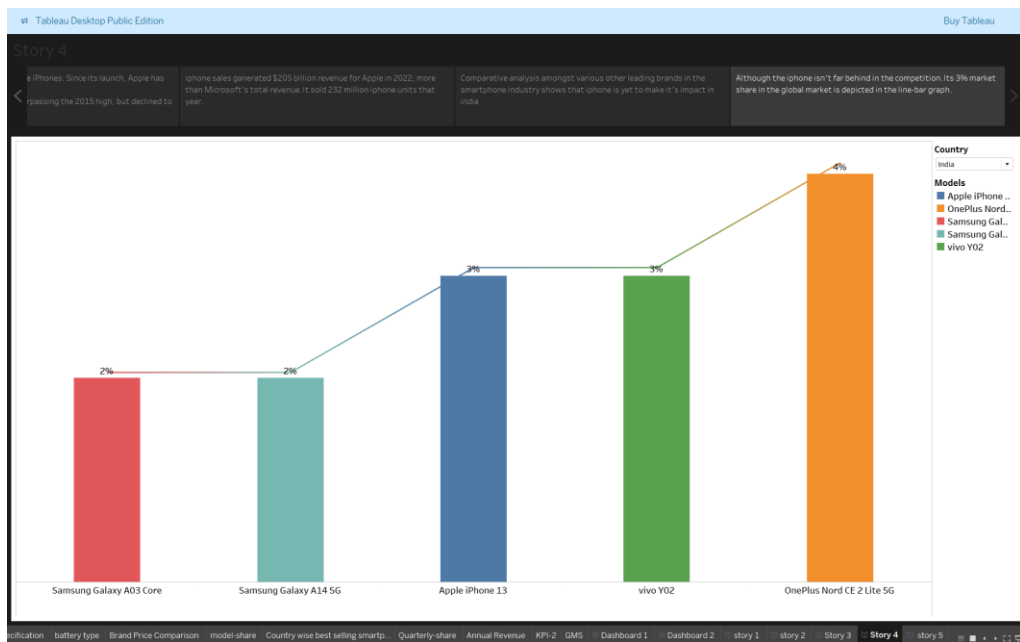 Tableau Desktop Public Edition
Buy Tableau
Story 4
e iPhones. Since its launch, Apple has
rpassing the 2015 high, but declined to
iphone sales ganerated $205 billion revenue for Apple in 2022, more
than Microsoft's total revenue. It sold 232 million iphone units that
year.
Comparative analysis amongst various other leading brands in the
smartphone industry shows that iphone is yet to make it's impact in
india
Although the iphone isn't far behind in the competition. Its 3% market
share in the global market is depicted in the line-bar graph.
Country
India
Models
Apple iPhone ..
OnePlus Nord..
Samsung Gal..
Samsung Gal..
vivo Y02
2%
2%
3%
3%
4%
Samsung Galaxy A03 Core
Samsung Galaxy A14 5G
Apple iPhone 13
vivo Y02
OnePlus Nord CE 2 Lite 5G
ecification
battery type
Brand Price Comparison
model-share
Country wise best selling smartp...
Quarterly-share
Annual Revenue
KPI-2
GMS
Dashboard 1
Dashboard 2
story 1
story 2
Story 3
Story 4
story 5